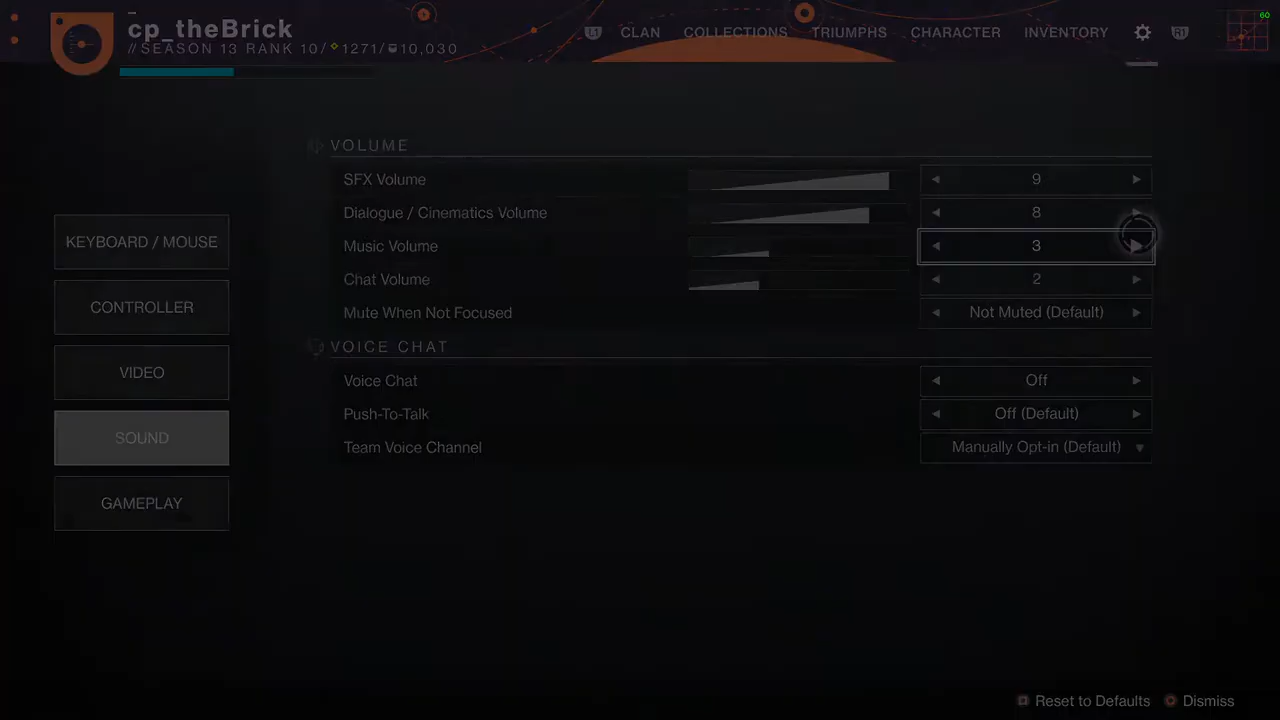 cp_theBrick
//SEASON 13 RANK 10/✧1271/10,030
L1 CLAN COLLECTIONS TRIUMPHS CHARACTER INVENTORY R1
60
VOLUME
SFX Volume 9
Dialogue / Cinematics Volume 8
Music Volume 3
Chat Volume 2
Mute When Not Focused Not Muted (Default)
VOICE CHAT
Voice Chat Off
Push-To-Talk Off (Default)
Team Voice Channel Manually Opt-in (Default)
KEYBOARD / MOUSE
CONTROLLER
VIDEO
SOUND
GAMEPLAY
Reset to Defaults Dismiss